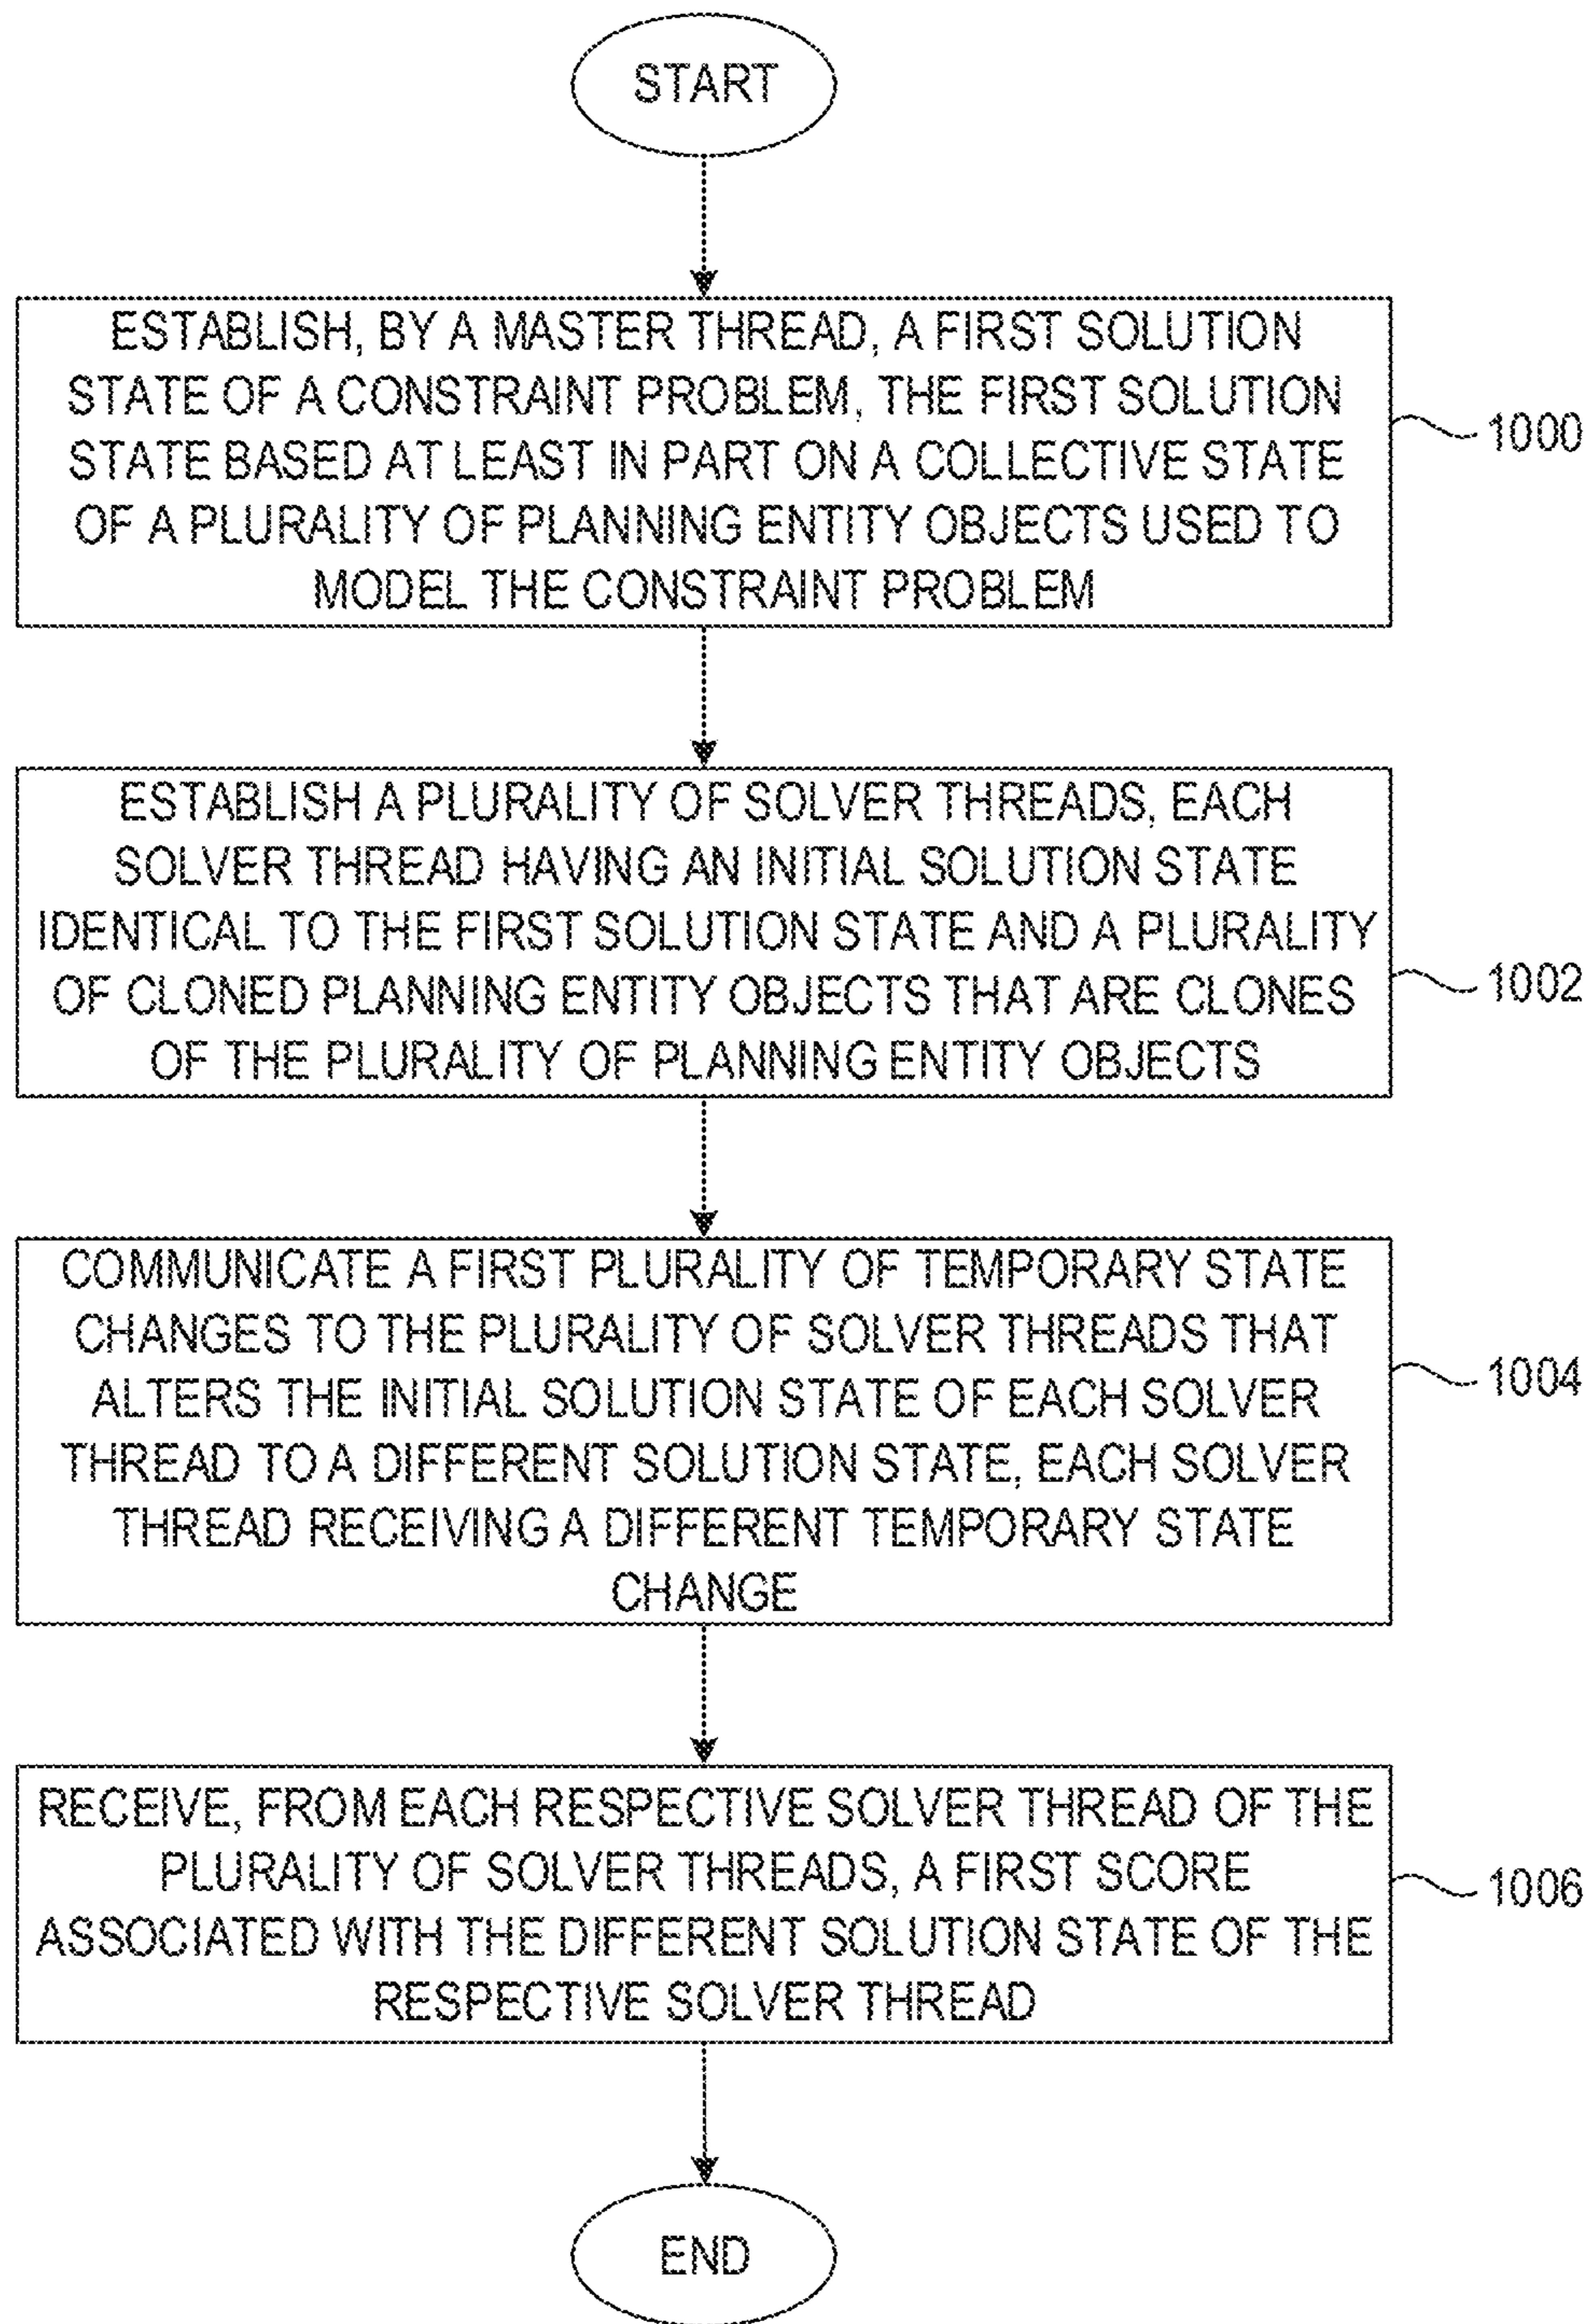 START
ESTABLISH, BY A MASTER THREAD, A FIRST SOLUTION
STATE OF A CONSTRAINT PROBLEM, THE FIRST SOLUTION
STATE BASED AT LEAST IN PART ON A COLLECTIVE STATE
OF A PLURALITY OF PLANNING ENTITY OBJECTS USED TO
MODEL THE CONSTRAINT PROBLEM
1000
ESTABLISH A PLURALITY OF SOLVER THREADS, EACH
SOLVER THREAD HAVING AN INITIAL SOLUTION STATE
IDENTICAL TO THE FIRST SOLUTION STATE AND A PLURALITY
OF CLONED PLANNING ENTITY OBJECTS THAT ARE CLONES
OF THE PLURALITY OF PLANNING ENTITY OBJECTS
1002
COMMUNICATE A FIRST PLURALITY OF TEMPORARY STATE
CHANGES TO THE PLURALITY OF SOLVER THREADS THAT
ALTERS THE INITIAL SOLUTION STATE OF EACH SOLVER
THREAD TO A DIFFERENT SOLUTION STATE, EACH SOLVER
THREAD RECEIVING A DIFFERENT TEMPORARY STATE
CHANGE
1004
RECEIVE, FROM EACH RESPECTIVE SOLVER THREAD OF THE
PLURALITY OF SOLVER THREADS, A FIRST SCORE
ASSOCIATED WITH THE DIFFERENT SOLUTION STATE OF THE
RESPECTIVE SOLVER THREAD
1006
END